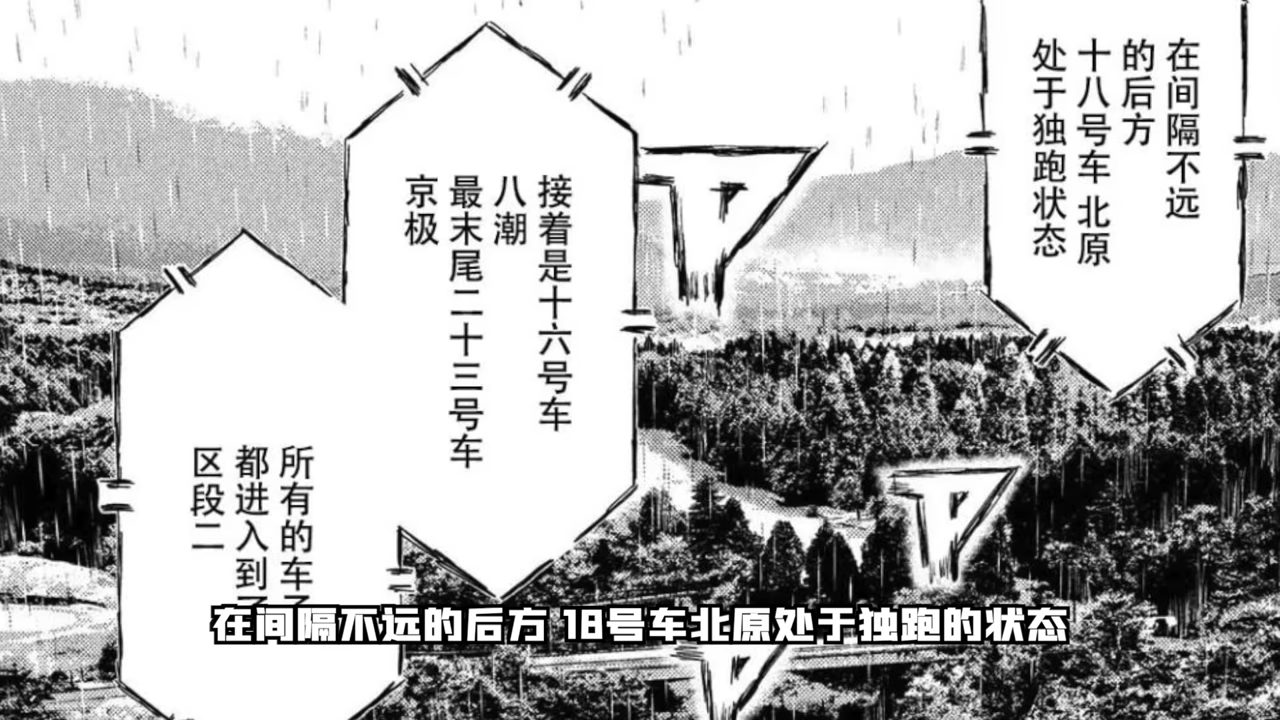 在间隔不远
的后方
十八号车 北原
处于独跑状态
接着是十六号车
八潮
最末尾二十三号车
京极
所有的车子
都进入到了
区段二
在间隔不远的后方 18号车北原处于独跑的状态